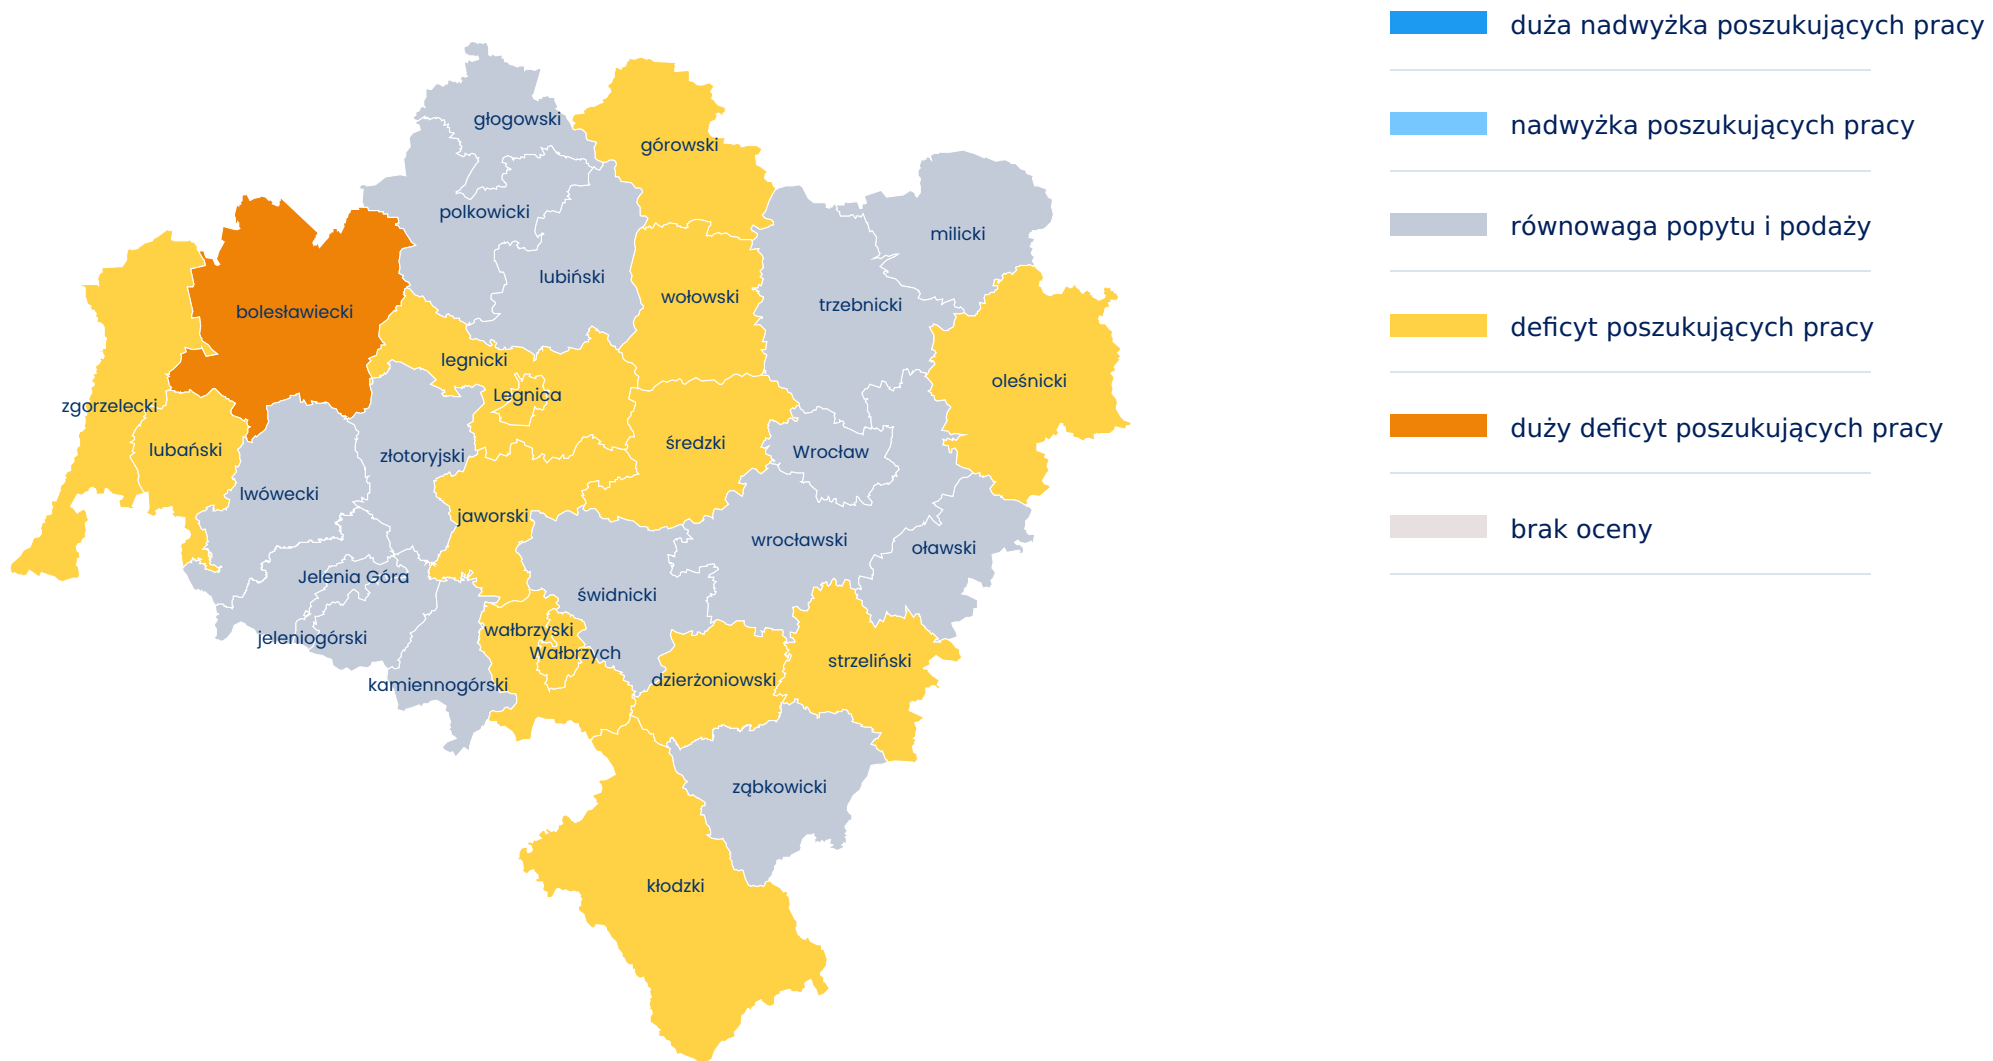 głogowski
górowski
polkowicki
milicki
lubiński
wołowski
trzebnicki
bolesławiecki
legnicki
Legnica
oleśnicki
zgorzelecki
lubański
średzki
Wrocław
złotoryjski
lwówecki
jaworski
wrocławski
oławski
Jelenia Góra
świdnicki
jeleniogórski
wałbrzyski
Wałbrzych
strzeliński
kamiennogórski
dzierżoniowski
ząbkowicki
kłodzki
duża nadwyżka poszukujących pracy
nadwyżka poszukujących pracy
równowaga popytu i podaży
deficyt poszukujących pracy
duży deficyt poszukujących pracy
brak oceny